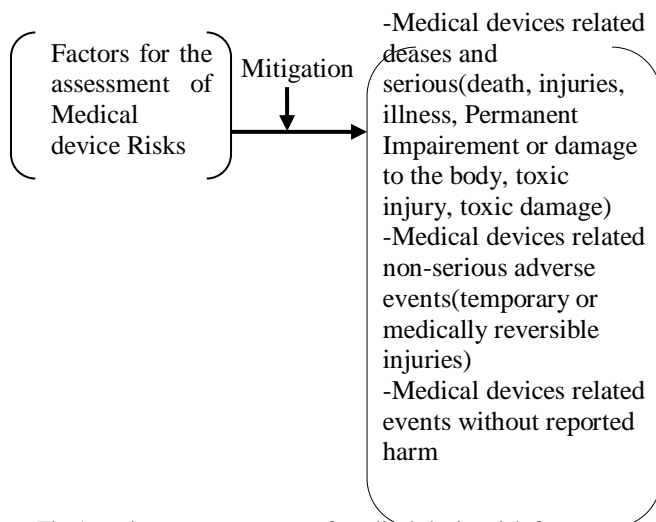 Factors for the
assessment of
Medical
device Risks
Mitigation
-Medical devices related
deases and
serious(death, injuries,
illness, Permanent
Impairement or damage
to the body, toxic
injury, toxic damage)
-Medical devices related
non-serious adverse
events(temporary or
medically reversible
injuries)
-Medical devices related
events without reported
harm